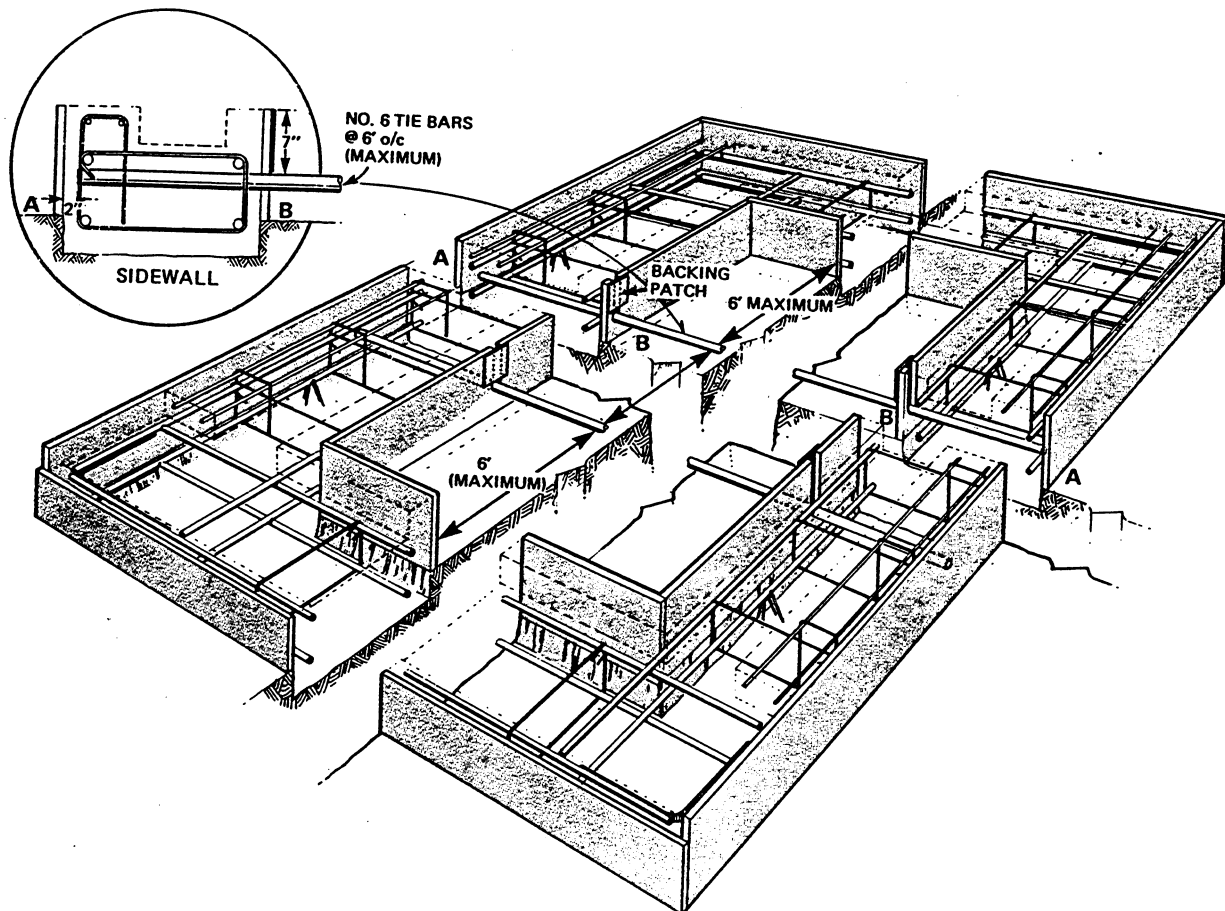 NO. 6 TIE BARS
@ 6' o/c
(MAXIMUM)
7"
A
2"
B
SIDEWALL
A
BACKING
PATCH
6' MAXIMUM
B
6'
(MAXIMUM)
B
A